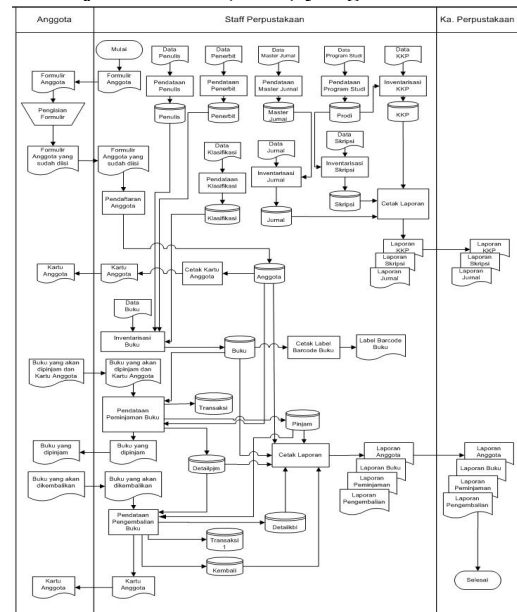 Anggota
Staff Perpustakaan
Ka. Perpustakaan
Mulai
Data
Penulis
Data
Penerbit
Data
Master Jurnal
Data
Program Studi
Data
KKP
Formulir
Anggota
Formulir
Anggota
Pendataan
Penulis
Pendataan
Penerbit
Pendataan
Master Jurnal
Pendataan
Program Studi
Inventarisasi
KKP
Pengisian
Formulir
Penulis
Penerbit
Master
Jurnal
Prodi
KKP
Formulir
Anggota yang
sudah diisi
Formulir
Anggota yang
sudah diisi
Data
Klasifikasi
Data
Jurnal
Data
Skripsi
Pendaftaran
Anggota
Pendataan
Klasifikasi
Inventarisasi
Jurnal
Inventarisasi
Skripsi
Klasifikasi
Jurnal
Skripsi
Cetak Laporan
Laporan
KKP
Laporan
Skripsi
Laporan
Jurnal
Laporan
KKP
Laporan
Skripsi
Laporan
Jurnal
Kartu
Anggota
Kartu
Anggota
Cetak Kartu
Anggota
Anggota
Data
Buku
Inventarisasi
Buku
Buku
Cetak Label
Barcode Buku
Label Barcode
Buku
Buku yang akan
dipinjam dan
Kartu Anggota
Buku yang akan
dipinjam dan
Kartu Anggota
Pendataan
Peminjaman Buku
Transaksi
Pinjam
Buku yang
dipinjam
Buku yang
dipinjam
Detailpjm
Cetak Laporan
Laporan
Anggota
Laporan Buku
Laporan
Peminjaman
Laporan
Pengembalian
Laporan
Anggota
Laporan Buku
Laporan
Peminjaman
Laporan
Pengembalian
Buku yang akan
dikembalikan
Buku yang akan
dikembalikan
Pendataan
Pengembalian
Buku
Detailkbl
Transaksi
1
Kembali
Kartu
Anggota
Kartu
Anggota
Selesai